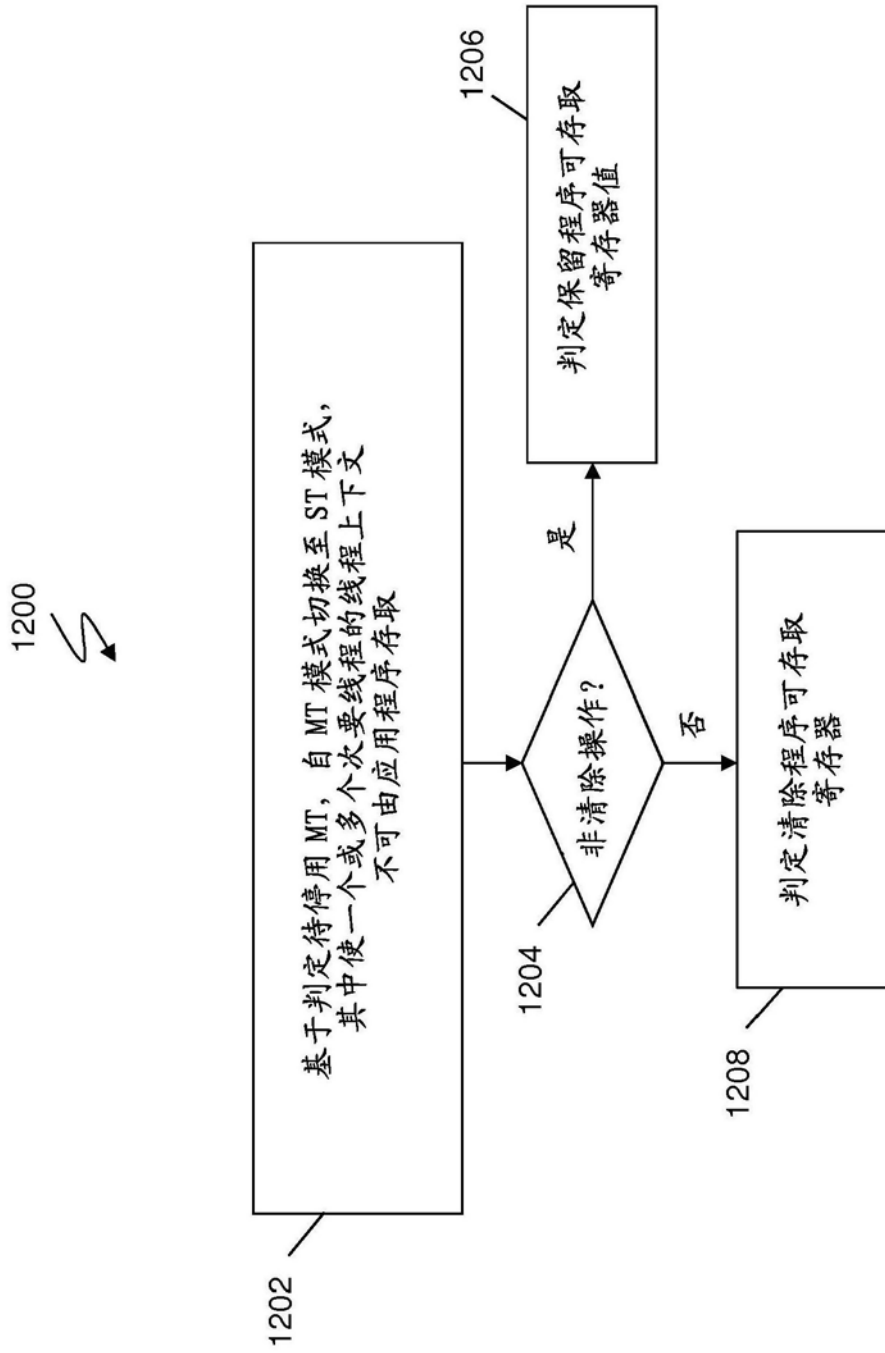 1200
1202
基于判定待停用MT，自MT模式切换至ST模式，
其中使一个或多个次要线程的线程上下文
不可由应用程序存取
1204
非清除操作？
是
1206
判定保留程序可存取
寄存器值
否
1208
判定清除程序可存取
寄存器